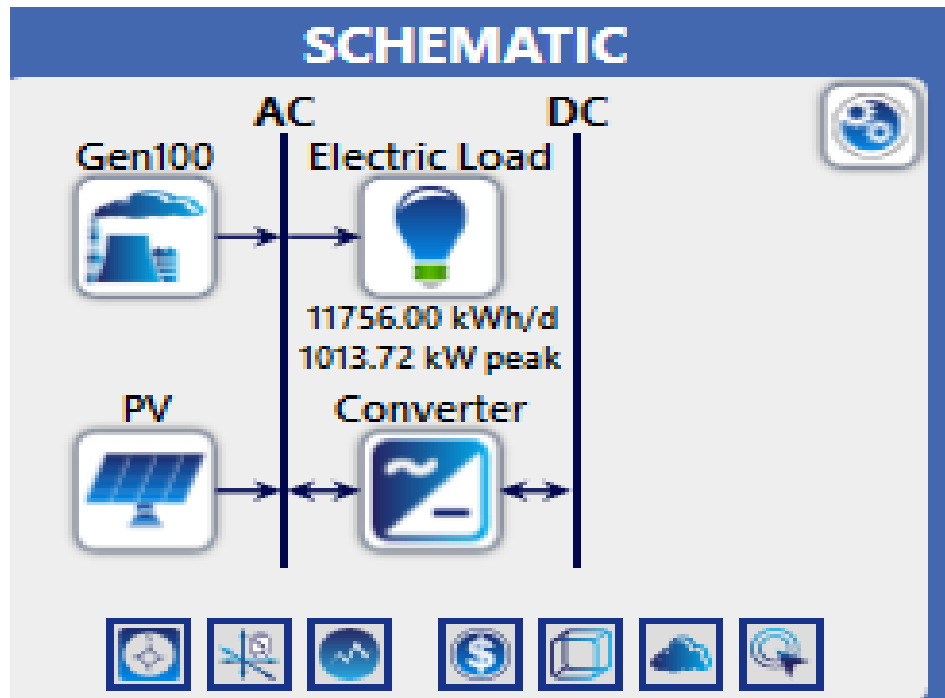 SCHEMATIC
AC
DC
Gen100
Electric Load
11756.00 kWh/d
1013.72 kW peak
PV
Converter